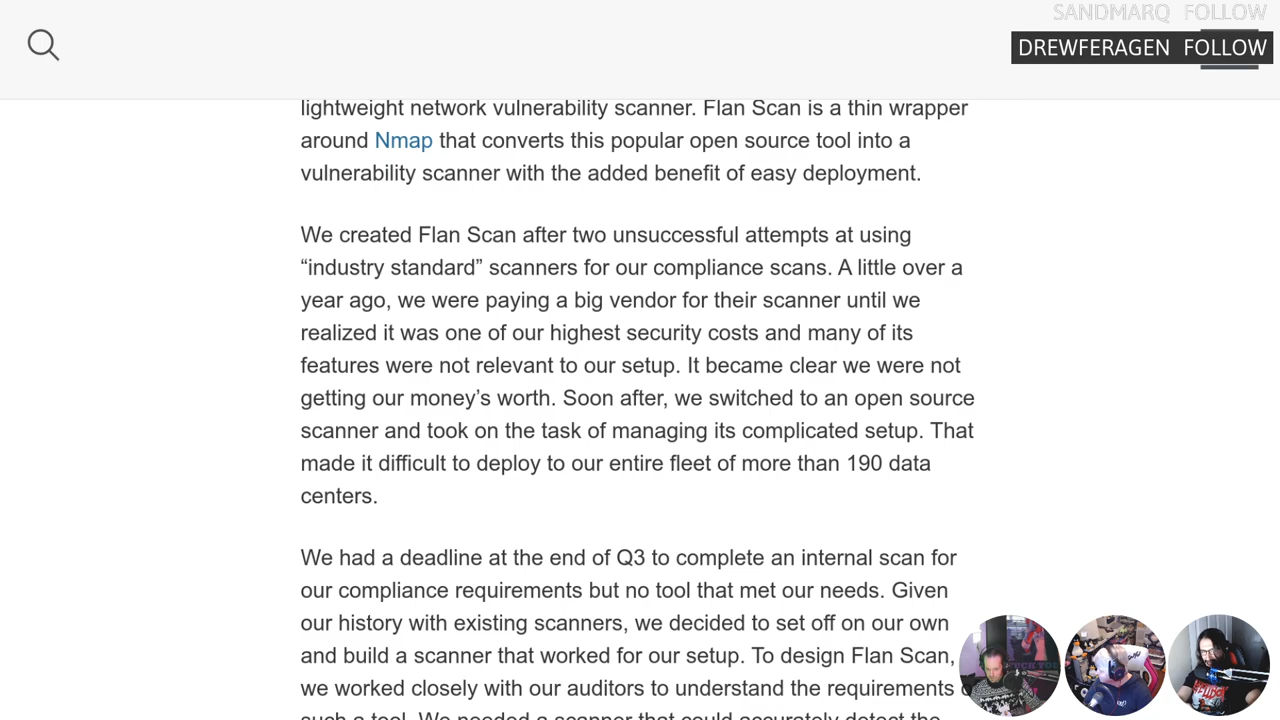 SANDMARQ FOLLOW
DREWFERAGEN FOLLOW
lightweight network vulnerability scanner. Flan Scan is a thin wrapper
around Nmap that converts this popular open source tool into a
vulnerability scanner with the added benefit of easy deployment.
We created Flan Scan after two unsuccessful attempts at using
“industry standard” scanners for our compliance scans. A little over a
year ago, we were paying a big vendor for their scanner until we
realized it was one of our highest security costs and many of its
features were not relevant to our setup. It became clear we were not
getting our money’s worth. Soon after, we switched to an open source
scanner and took on the task of managing its complicated setup. That
made it difficult to deploy to our entire fleet of more than 190 data
centers.
We had a deadline at the end of Q3 to complete an internal scan for
our compliance requirements but no tool that met our needs. Given
our history with existing scanners, we decided to set off on our own
and build a scanner that worked for our setup. To design Flan Scan,
we worked closely with our auditors to understand the requirements
such a tool. We needed a scanner that could accurately detect the